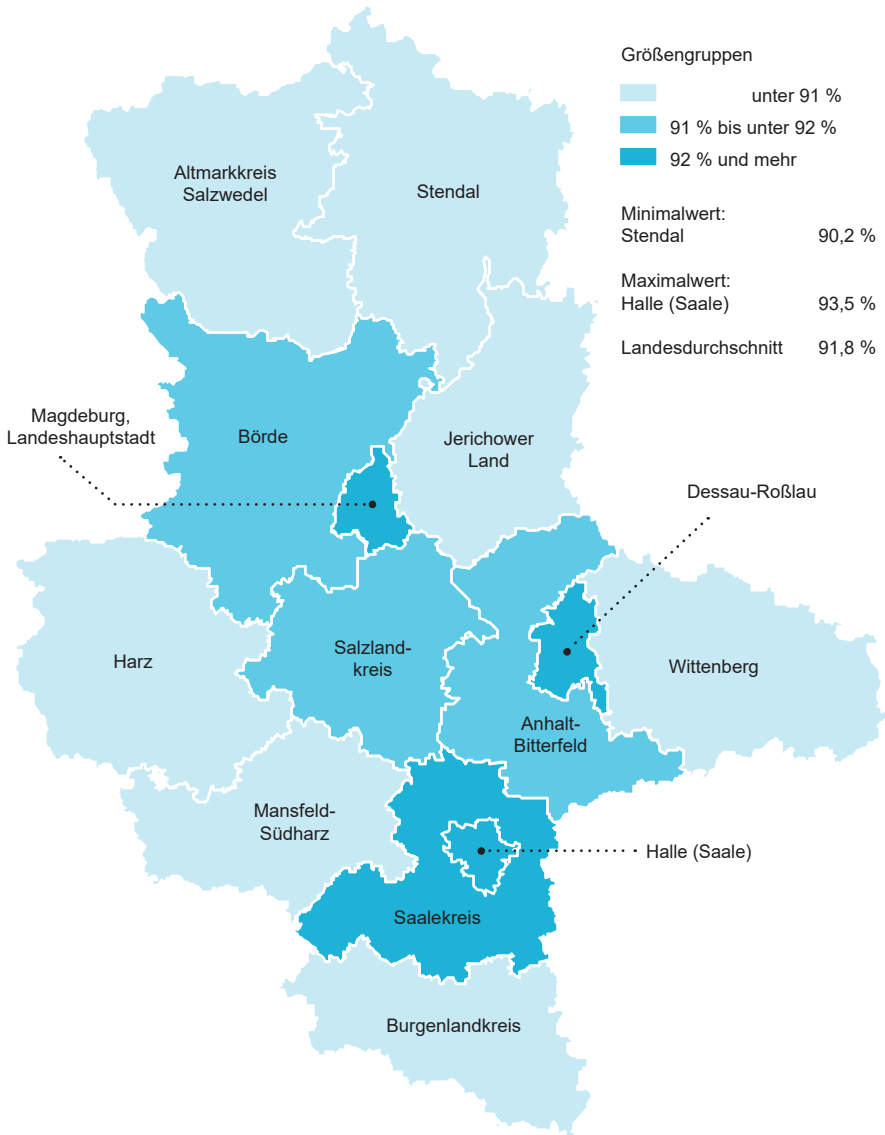 Größengruppen
unter 91 %
91 % bis unter 92 %
92 % und mehr
Minimalwert:
Stendal 90,2 %
Maximalwert:
Halle (Saale) 93,5 %
Landesdurchschnitt 91,8 %
Altmarkkreis
Salzwedel
Stendal
Magdeburg,
Landeshauptstadt
Börde
Jerichower
Land
Dessau-Roßlau
Harz
Salzland-
kreis
Wittenberg
Anhalt-
Bitterfeld
Mansfeld-
Südharz
Halle (Saale)
Saalekreis
Burgenlandkreis